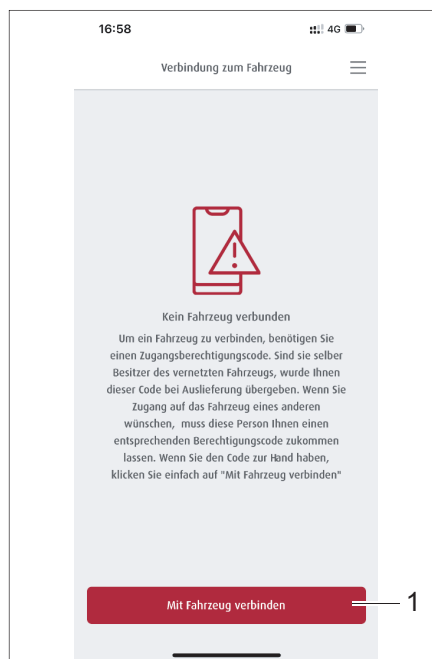 16:58
4G
Verbindung zum Fahrzeug
Kein Fahrzeug verbunden
Um ein Fahrzeug zu verbinden, benötigen Sie
einen Zugangsberechtigungscode. Sind sie selber
Besitzer des vernetzten Fahrzeugs, wurde Ihnen
dieser Code bei Auslieferung übergeben. Wenn Sie
Zugang auf das Fahrzeug eines anderen
wünschen, muss diese Person Ihnen einen
entsprechenden Berechtigungscode zukommen
lassen. Wenn Sie den Code zur Hand haben,
klicken Sie einfach auf "Mit Fahrzeug verbinden"
Mit Fahrzeug verbinden
1